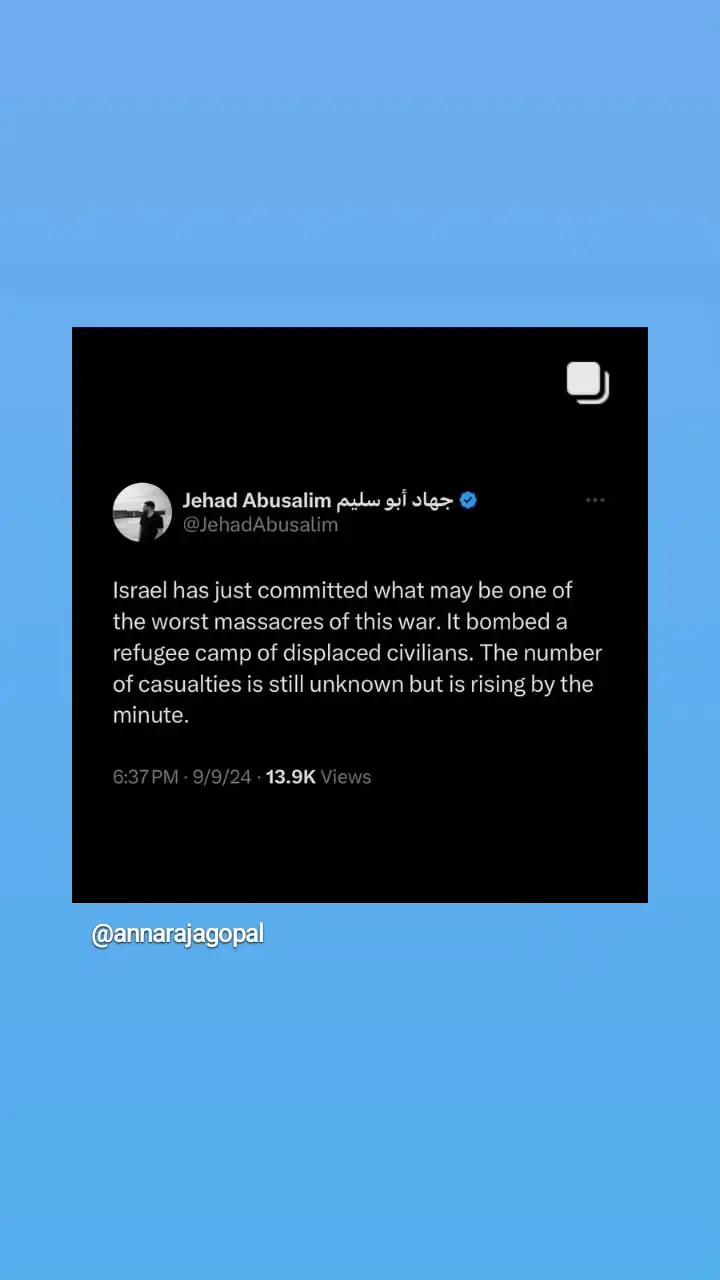 Jehad Abusalim جهاد أبو سليم
@JehadAbusalim
Israel has just committed what may be one of
the worst massacres of this war. It bombed a
refugee camp of displaced civilians. The number
of casualties is still unknown but is rising by the
minute.
6:37 PM · 9/9/24 · 13.9K Views
@annarajagopal